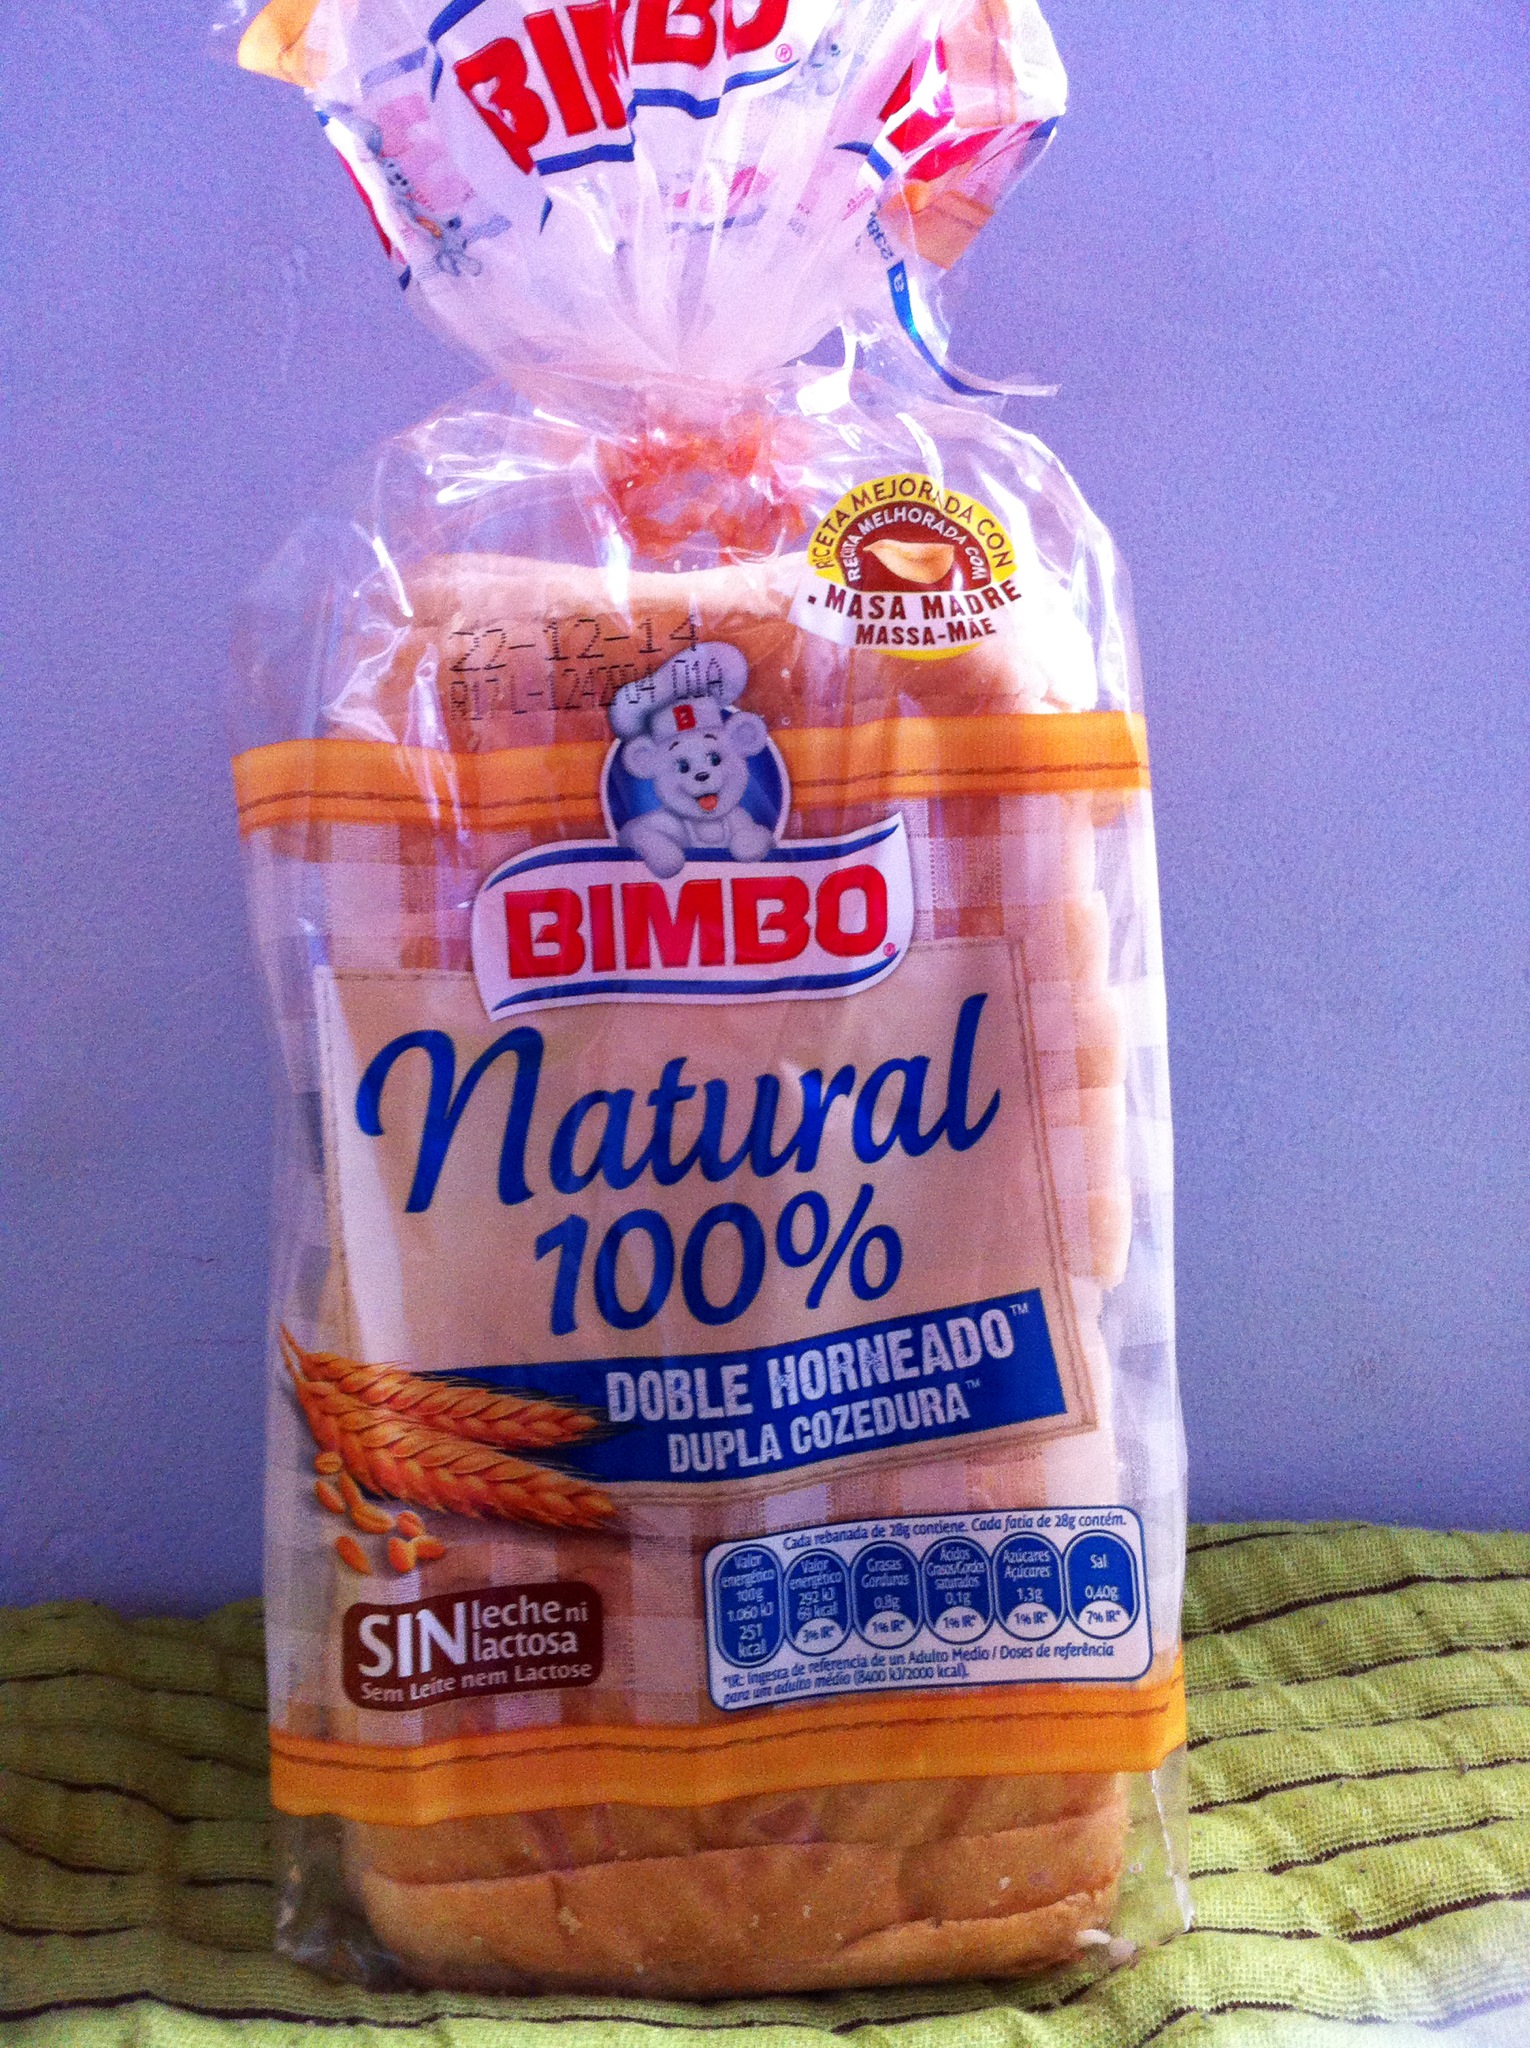 BIMBO
RECETA MEJORADA CON
RECEITA MELHORADA COM
MASA MADRE
MASSA-MÃE
22-12-14
B
BIMBO
Natural
100%
DOBLE HORNEADO™
DUPLA COZEDURA™
Cada rebanada de 28g contiene. Cada fatia de 28g contém.
Valor energético 100g 1.060 kJ 251 kcal
Valor energético 292 kJ 69 kcal 3% IR*
Grasas Gorduras 0,8g 1% IR*
Ácidos Grasos/Gordos saturados 0,1g 1% IR*
Azúcares Açúcares 1,3g 1% IR*
Sal 0,40g 7% IR*
*IR: Ingesta de referencia de un Adulto Medio / Doses de referência
para um adulto médio (8400 kJ/2000 kcal).
SIN leche ni
lactosa
Sem Leite nem Lactose